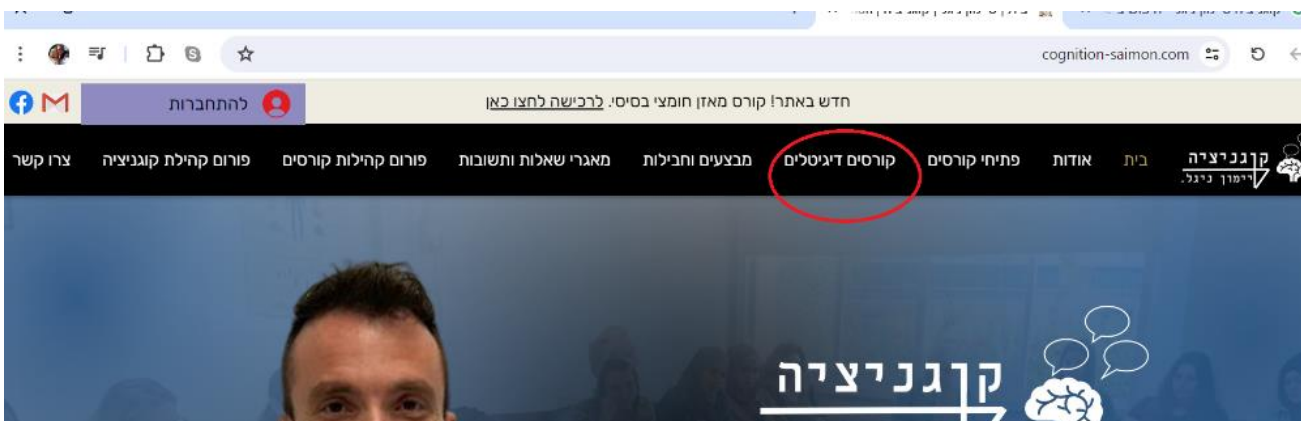 cognition-saimon.com
חדש באתר! קורס מאזן חומצי בסיסי. לרכישה לחצו כאן
להתחברות
קוגניציה
סיימון ניגל.
בית אודות פתיחי קורסים קורסים דיגיטלים מבצעים וחבילות מאגרי שאלות ותשובות פורום קהילות קורסים פורום קהילת קוגניציה צרו קשר
קוגניציה